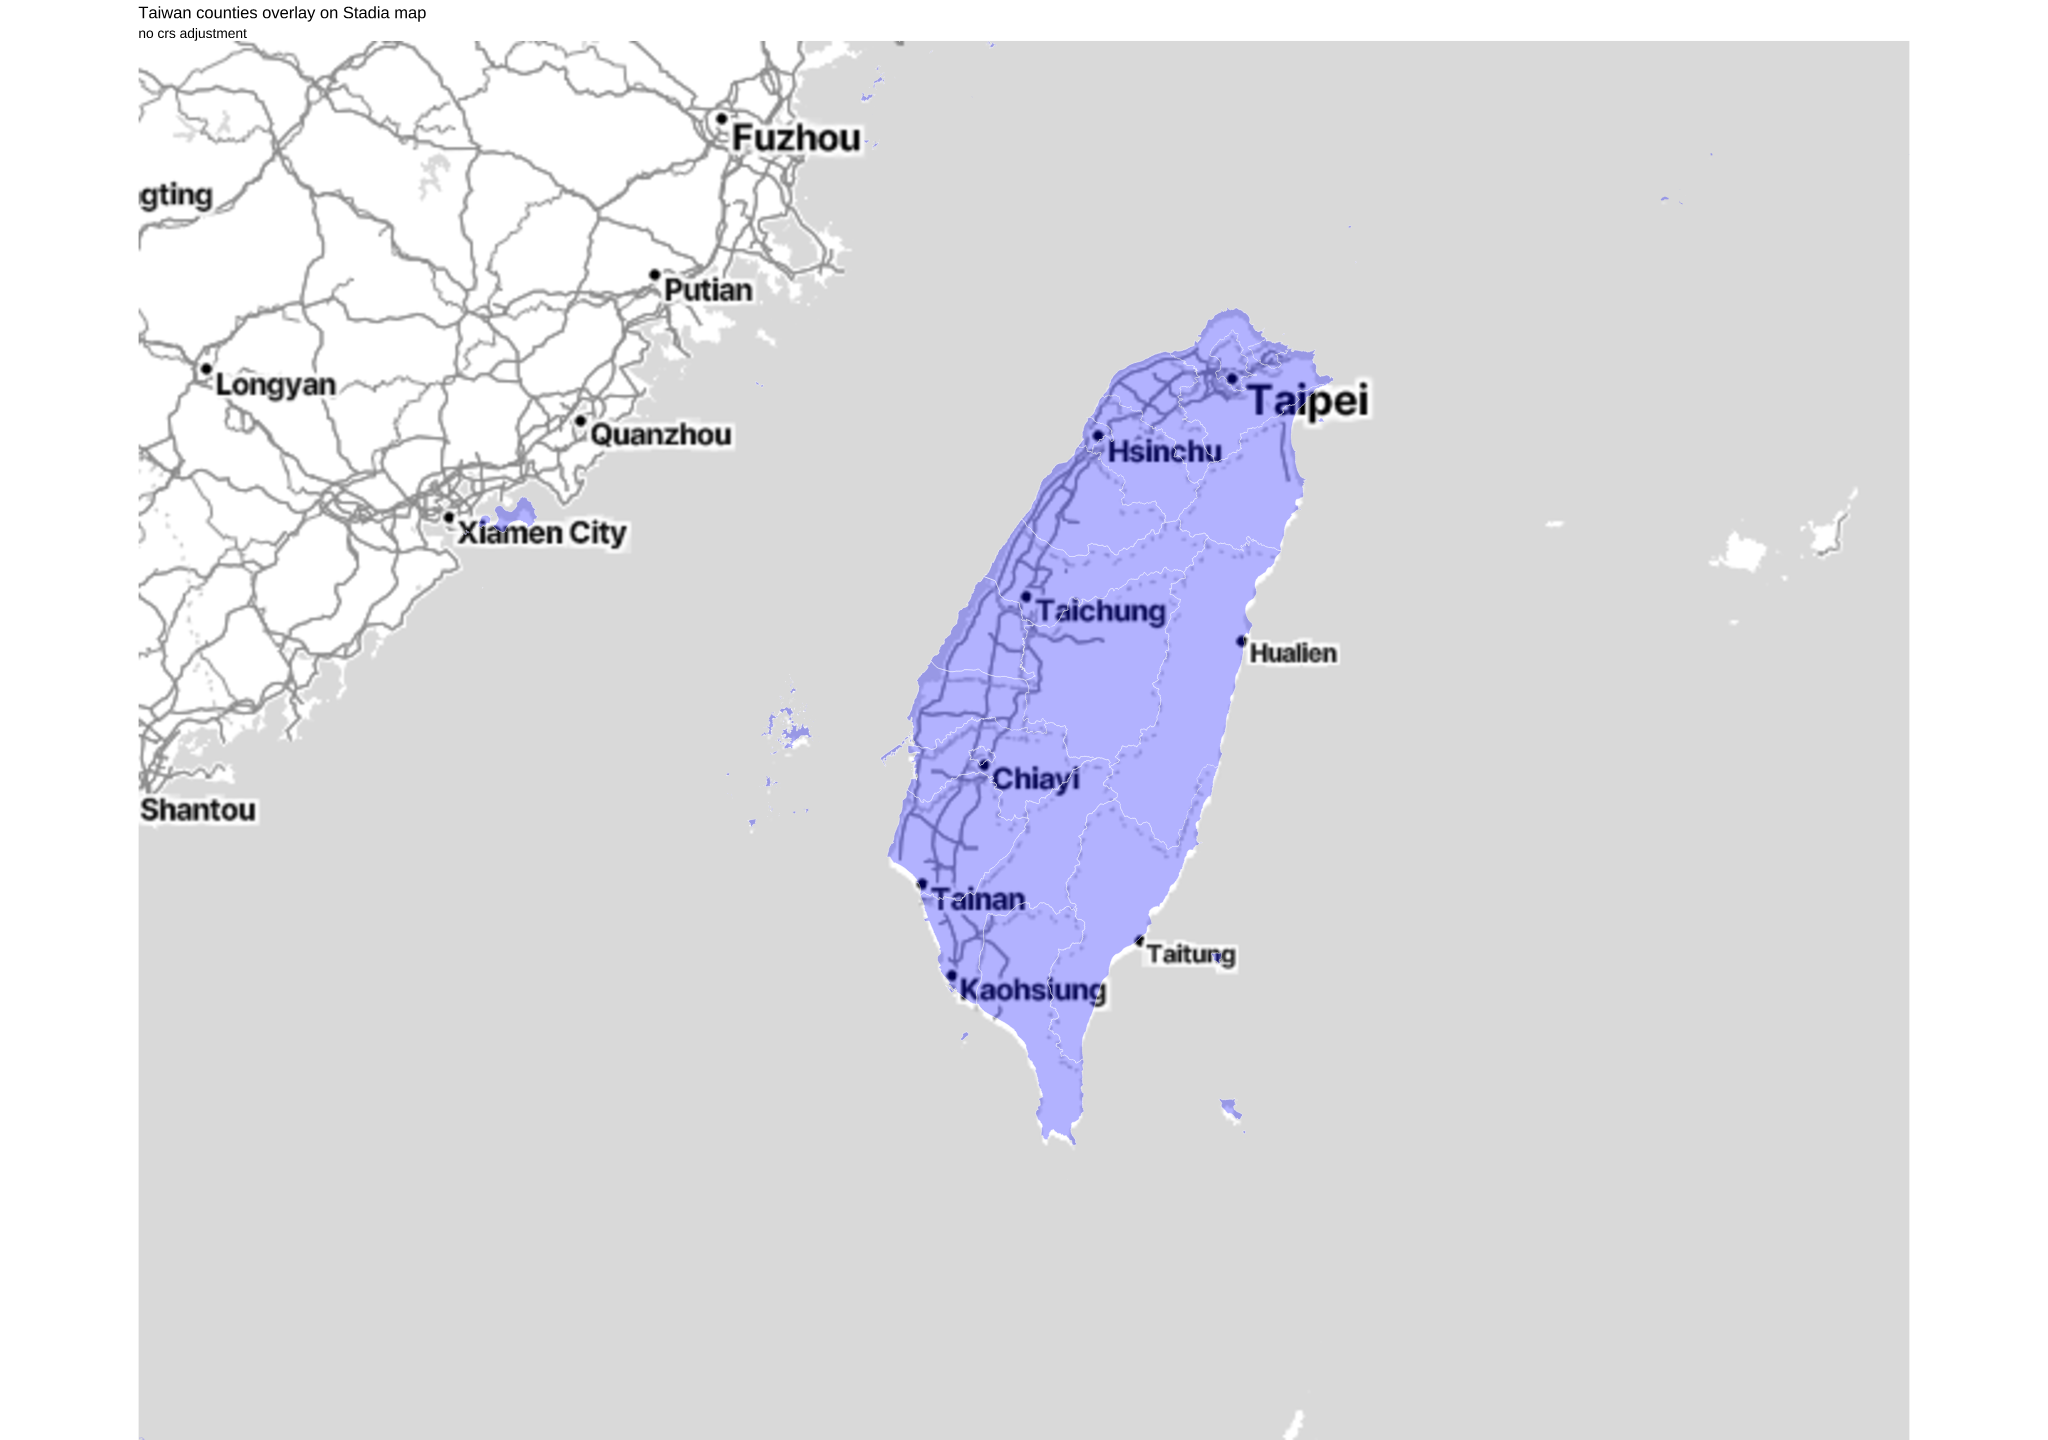 Taiwan counties overlay on Stadia map
no crs adjustment
Fuzhou
gting
Putian
Longyan
Taipei
Quanzhou
Hsinchu
Xiamen City
Taichung
Hualien
Chiayi
Shantou
Tainan
Taitung
Kaohsiung